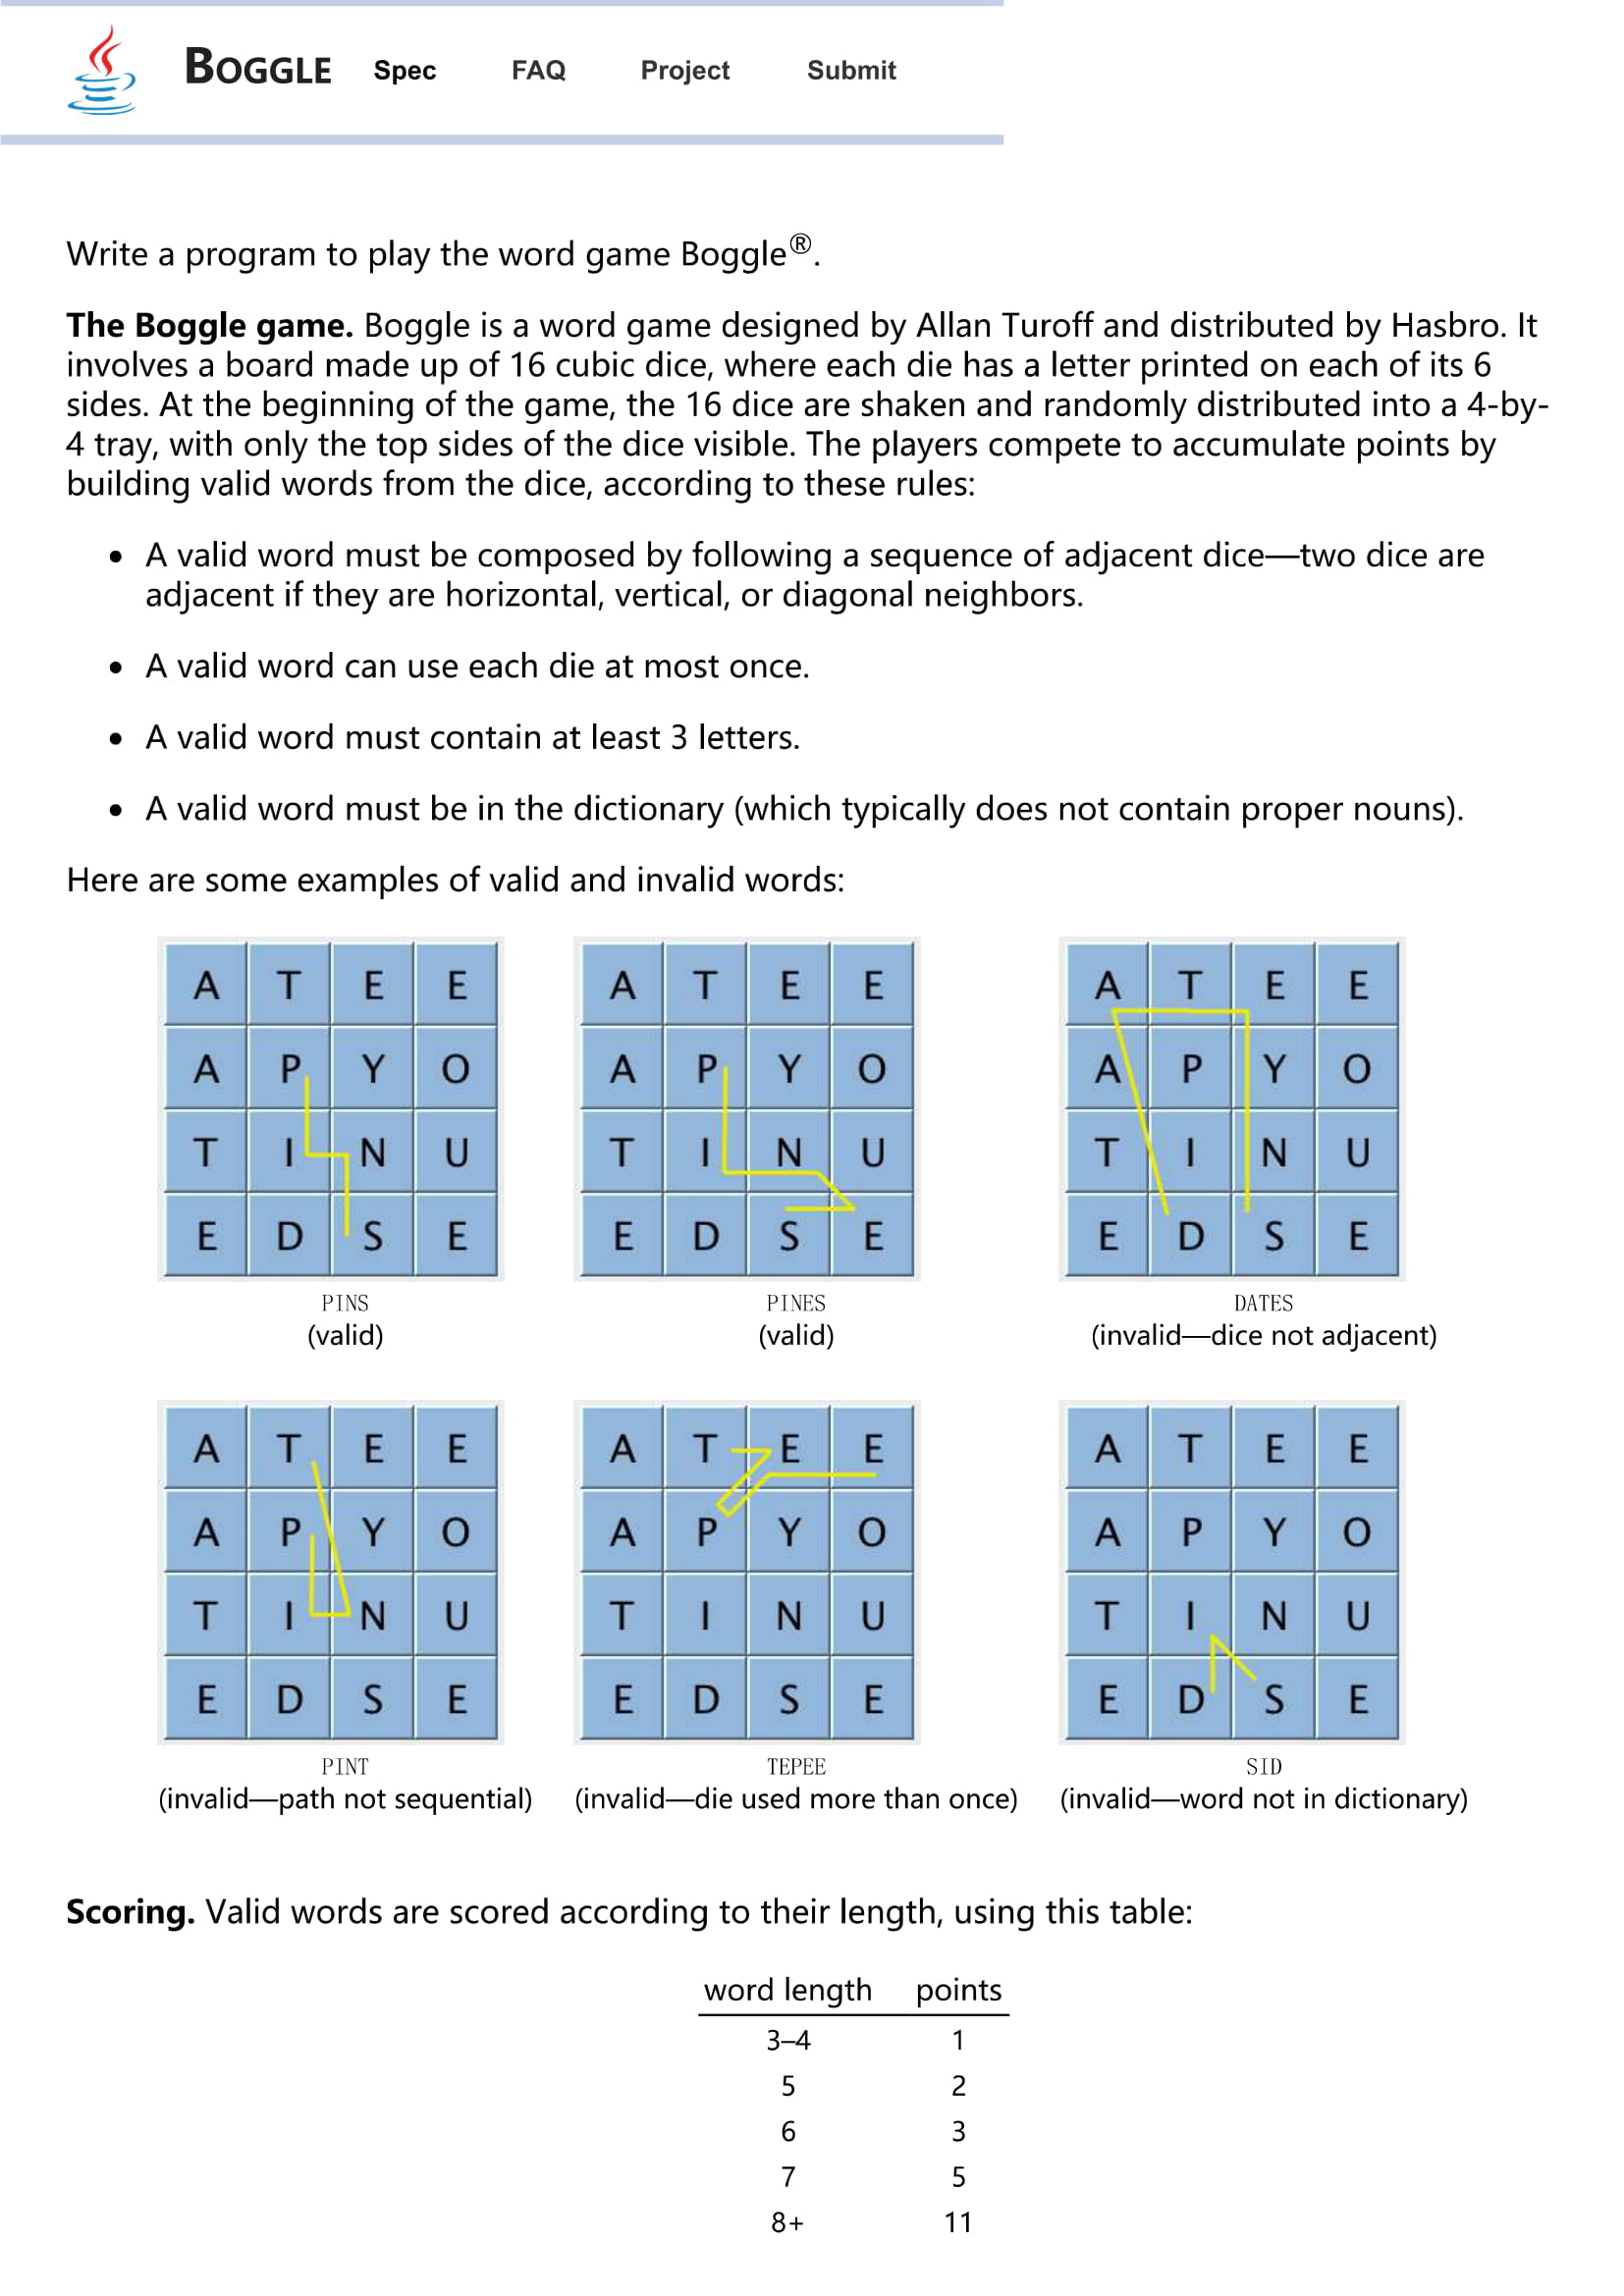 BOGGLE Spec FAQ Project Submit
Write a program to play the word game Boggle®.
The Boggle game. Boggle is a word game designed by Allan Turoff and distributed by Hasbro. It
involves a board made up of 16 cubic dice, where each die has a letter printed on each of its 6
sides. At the beginning of the game, the 16 dice are shaken and randomly distributed into a 4-by-
4 tray, with only the top sides of the dice visible. The players compete to accumulate points by
building valid words from the dice, according to these rules:
• A valid word must be composed by following a sequence of adjacent dice—two dice are
adjacent if they are horizontal, vertical, or diagonal neighbors.
• A valid word can use each die at most once.
• A valid word must contain at least 3 letters.
• A valid word must be in the dictionary (which typically does not contain proper nouns).
Here are some examples of valid and invalid words:
A T E E A T E E A T E E
A P Y O A P Y O A P Y O
T I N U T I N U T I N U
E D S E E D S E E D S E
PINS PINES DATES
(valid) (valid) (invalid—dice not adjacent)
A T E E A T E E A T E E
A P Y O A P Y O A P Y O
T I N U T I N U T I N U
E D S E E D S E E D S E
PINT TEPEE SID
(invalid—path not sequential) (invalid—die used more than once) (invalid—word not in dictionary)
Scoring. Valid words are scored according to their length, using this table:
word length points
3–4 1
5 2
6 3
7 5
8+ 11